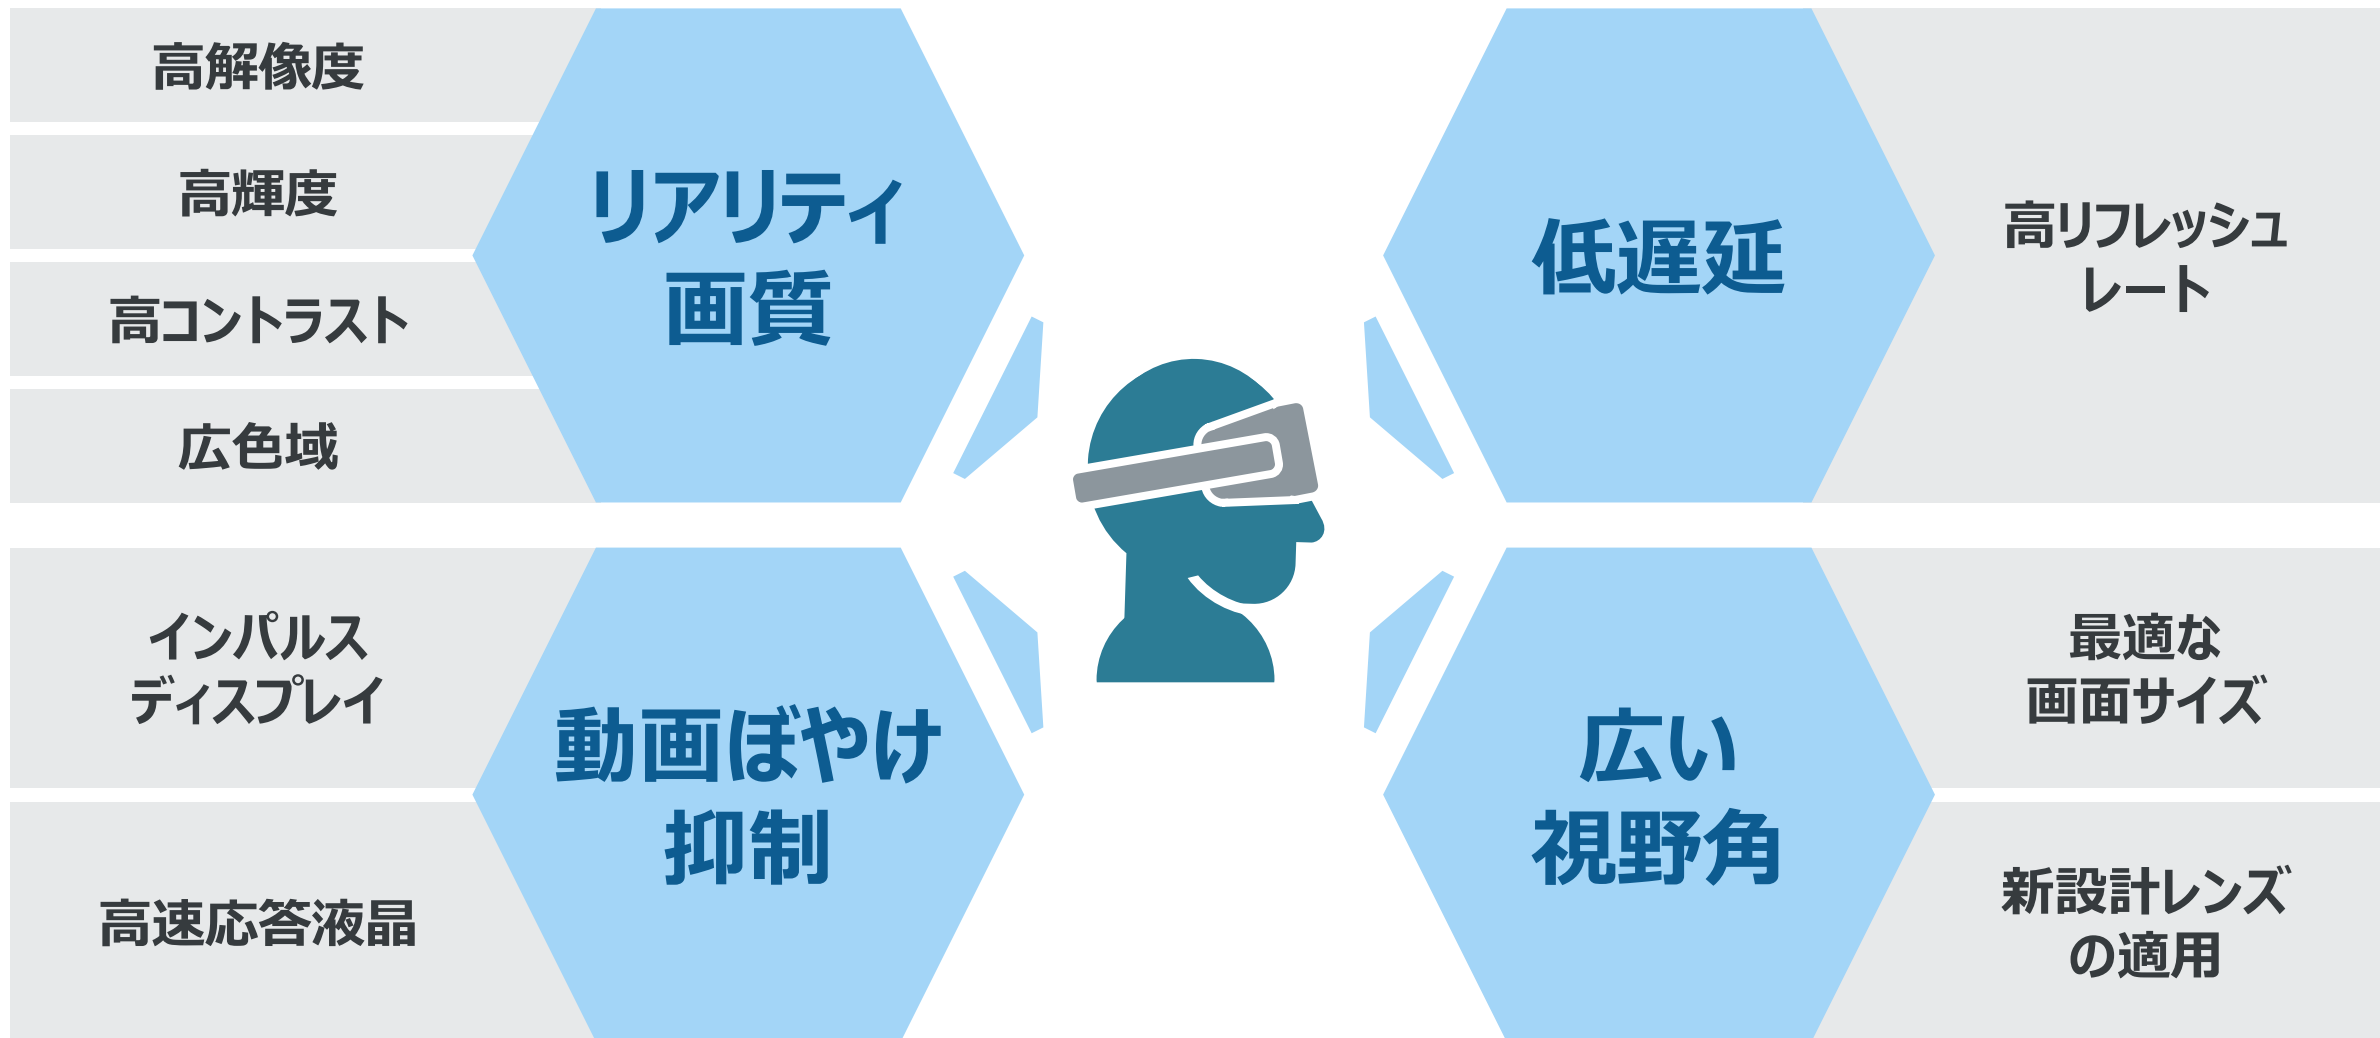 高解像度
高輝度
高コントラスト
広色域
リアリティ
画質
低遅延
高リフレッシュ
レート
インパルス
ディスプレイ
高速応答液晶
動画ぼやけ
抑制
広い
視野角
最適な
画面サイズ
新設計レンズ
の適用